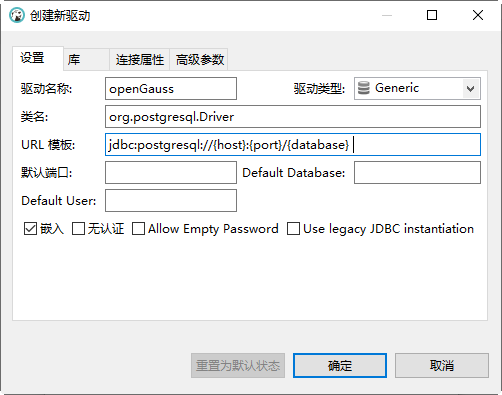 创建新驱动
设置 库 连接属性 高级参数
驱动名称: openGauss 驱动类型: Generic
类名: org.postgresql.Driver
URL 模板: jdbc:postgresql://{host}:{port}/{database}
默认端口: Default Database:
Default User:
嵌入 无认证 Allow Empty Password Use legacy JDBC instantiation
重置为默认状态 确定 取消